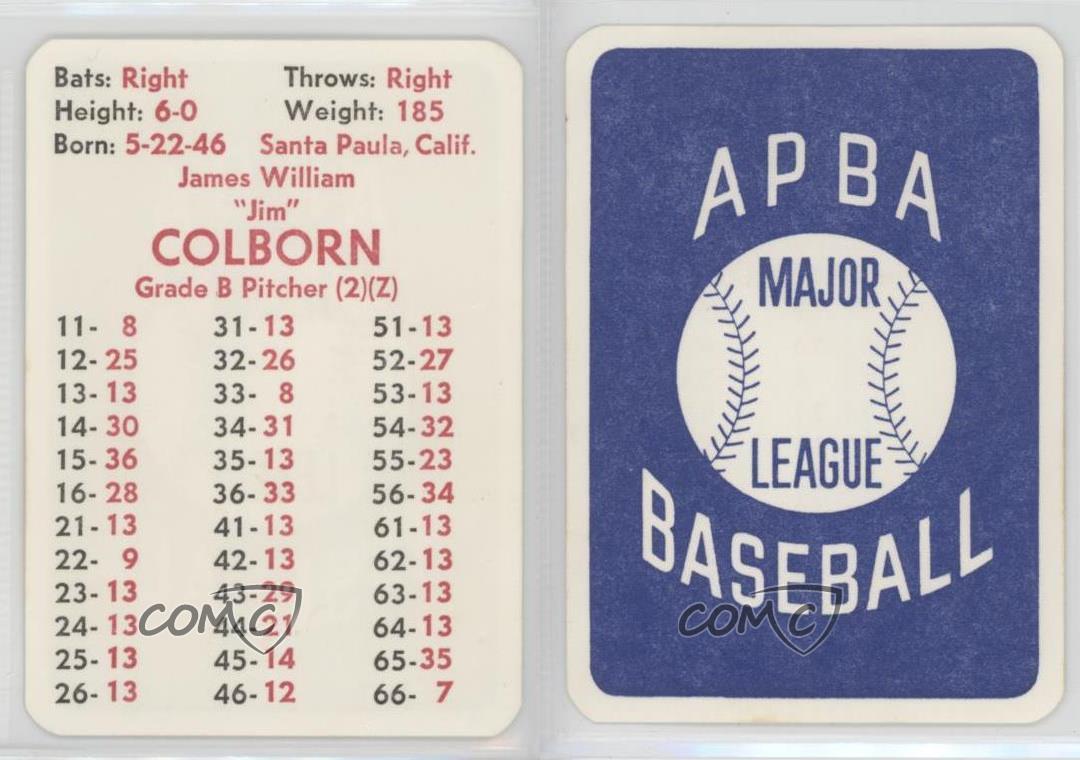 Bats: Right Throws: Right
Height: 6-0 Weight: 185
Born: 5-22-46 Santa Paula, Calif.
James William
"Jim"
COLBORN
Grade B Pitcher (2)(Z)
11- 8 31-13 51-13
12-25 32-26 52-27
13-13 33- 8 53-13
14-30 34-31 54-32
15-36 35-13 55-23
16-28 36-33 56-34
21-13 41-13 61-13
22- 9 42-13 62-13
23-13 43-29 63-13
24-13 44-21 64-13
25-13 45-14 65-35
26-13 46-12 66- 7
COMC
APBA
MAJOR
LEAGUE
BASEBALL
COMC